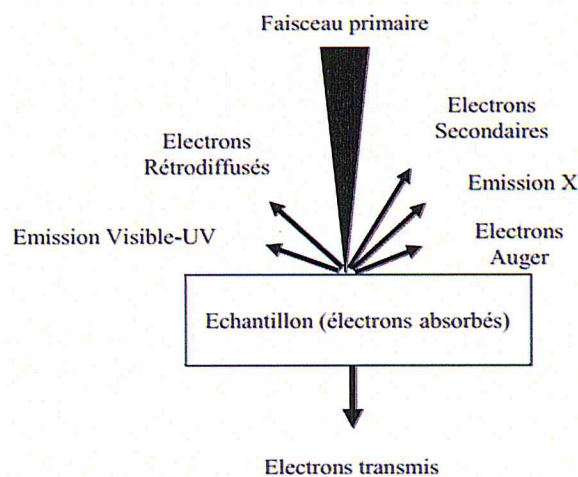 Faisceau primaire
Electrons
Secondaires
Electrons
Rétrodiffusés
Emission X
Emission Visible-UV
Electrons
Auger
Echantillon (électrons absorbés)
Electrons transmis